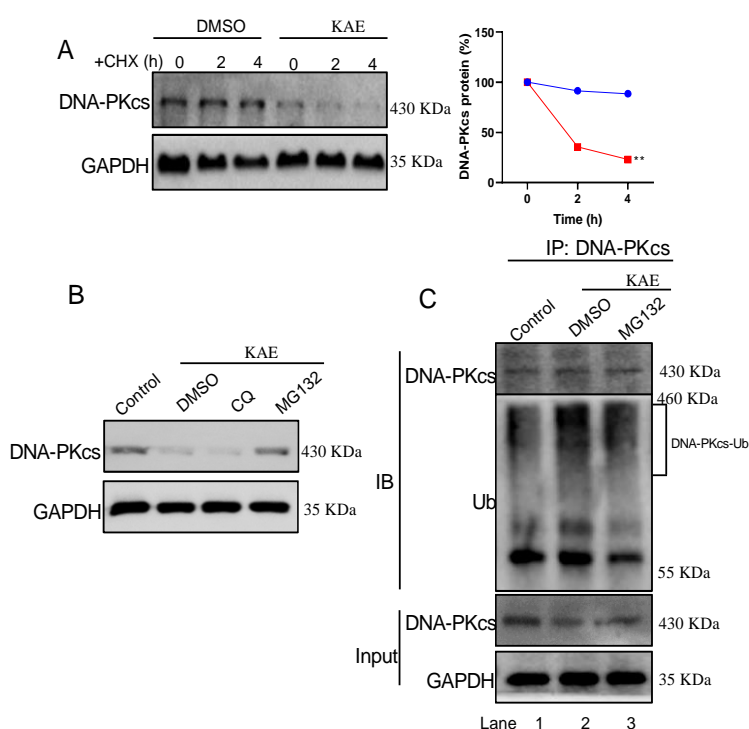 A
DMSO KAE
+CHX (h) 0 2 4 0 2 4
DNA-PKcs 430 KDa
GAPDH 35 KDa
DNA-PKcs protein (%)
150
100
50
0
**
0 2 4
Time (h)
B
KAE
Control DMSO CQ MG132
DNA-PKcs 430 KDa
GAPDH 35 KDa
C
IP: DNA-PKcs
KAE
Control DMSO MG132
IB
DNA-PKcs 430 KDa
460 KDa
DNA-PKcs-Ub
Ub
55 KDa
Input
DNA-PKcs 430 KDa
GAPDH 35 KDa
Lane 1 2 3